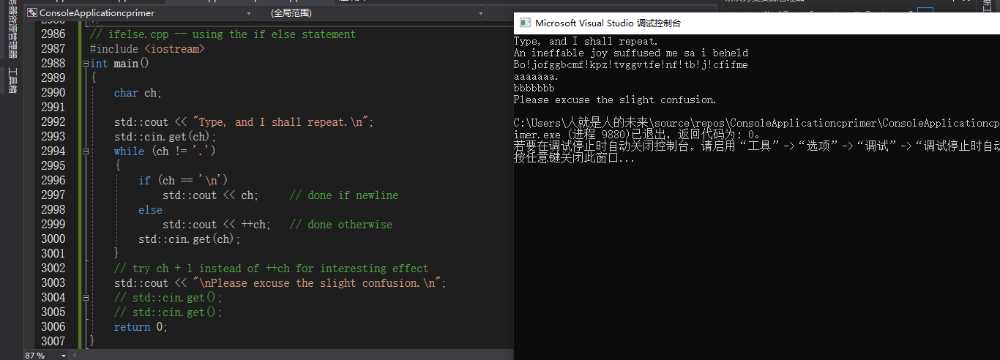 ConsoleApplicationcprimer
(全局范围)
工具箱
2986 // ifelse.cpp -- using the if else statement
2987 #include <iostream>
2988 int main()
2989 {
2990 char ch;
2991
2992 std::cout << "Type, and I shall repeat.\n";
2993 std::cin.get(ch);
2994 while (ch != '.')
2995 {
2996 if (ch == '\n')
2997 std::cout << ch; // done if newline
2998 else
2999 std::cout << ++ch; // done otherwise
3000 std::cin.get(ch);
3001 }
3002 // try ch + 1 instead of ++ch for interesting effect
3003 std::cout << "\nPlease excuse the slight confusion.\n";
3004 // std::cin.get();
3005 // std::cin.get();
3006 return 0;
3007 }
87 %
Microsoft Visual Studio 调试控制台
Type, and I shall repeat.
An ineffable joy suffused me sa i beheld
Bo!jofggbcmf!kpz!tvggvtfe!nf!tb!j!cfifme
aaaaaaa.
bbbbbbb
Please excuse the slight confusion.
C:\Users\人就是人的未来\source\repos\ConsoleApplicationcprimer\ConsoleApplicationcp
imer.exe (进程 9880)已退出，返回代码为: 0。
若要在调试停止时自动关闭控制台，请启用“工具”->“选项”->“调试”->“调试停止时自动
按任意键关闭此窗口...